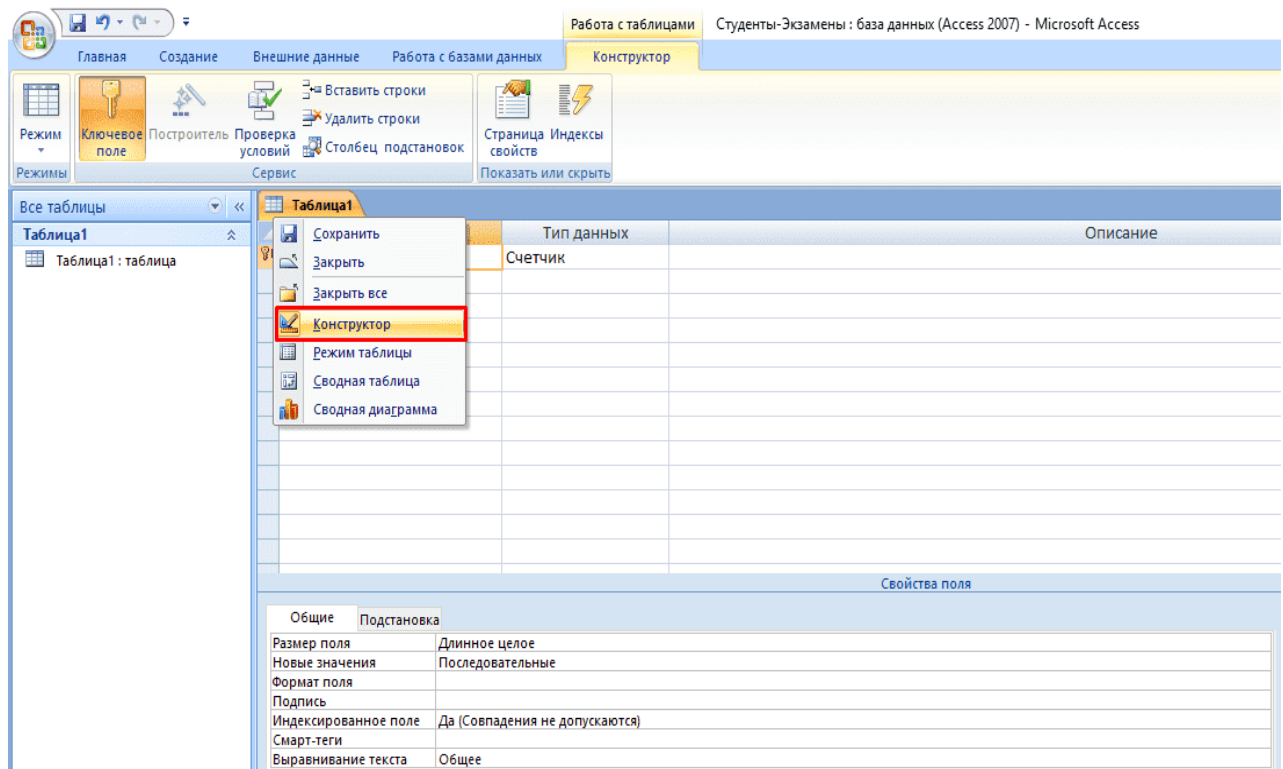 Работа с таблицами
Студенты-Экзамены : база данных (Access 2007) - Microsoft Access
Главная Создание Внешние данные Работа с базами данных Конструктор
Режим
Ключевое поле
Построитель
Проверка условий
Вставить строки
Удалить строки
Столбец подстановок
Страница свойств
Индексы
Режимы Сервис Показать или скрыть
Все таблицы
Таблица1
Таблица1 : таблица
Таблица1
Тип данных Описание
Счетчик
Сохранить
Закрыть
Закрыть все
Конструктор
Режим таблицы
Сводная таблица
Сводная диаграмма
Свойства поля
Общие Подстановка
Размер поля Длинное целое
Новые значения Последовательные
Формат поля
Подпись
Индексированное поле Да (Совпадения не допускаются)
Смарт-теги
Выравнивание текста Общее